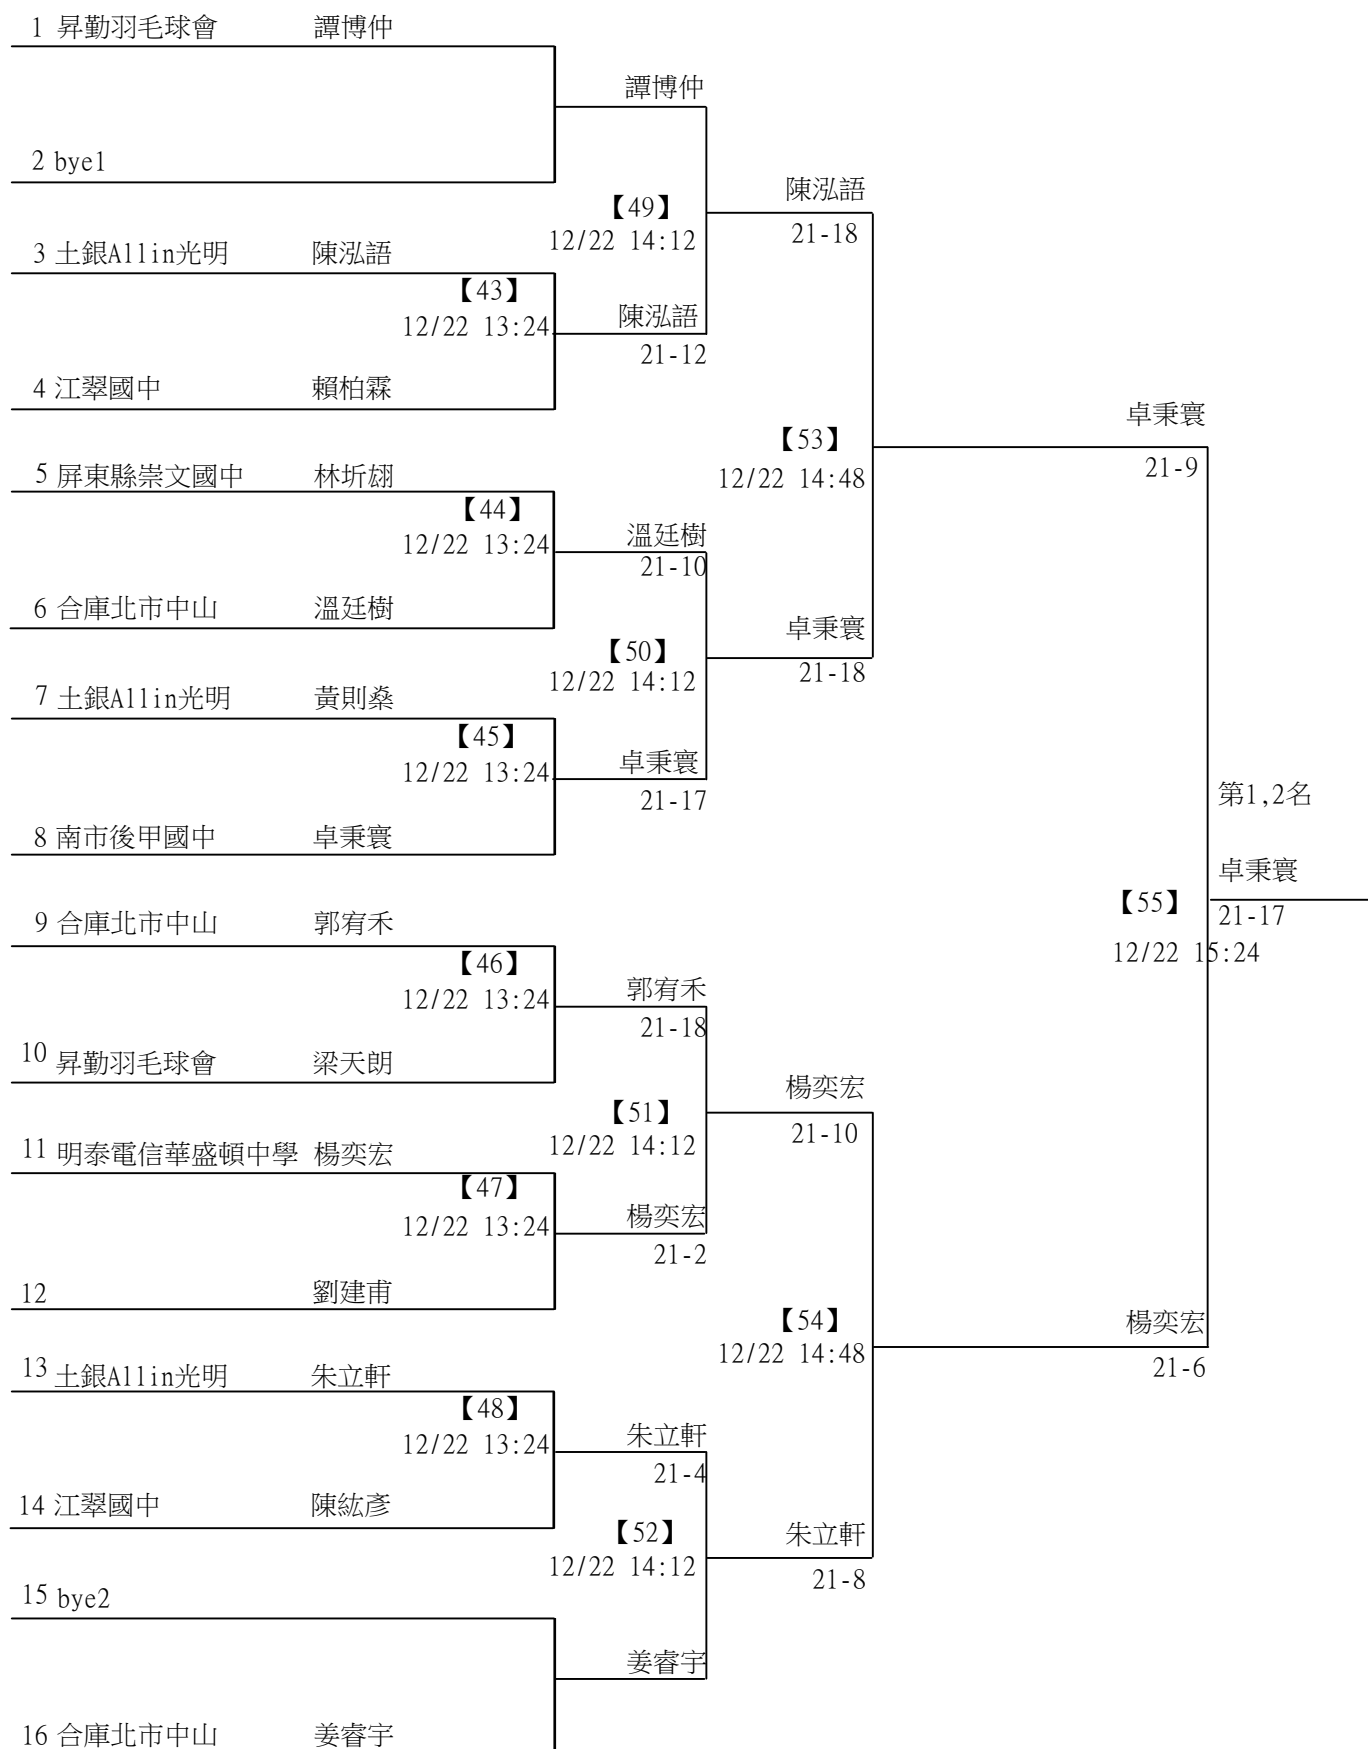 1 昇勤羽毛球會 譚博仲
譚博仲
2 bye1
【49】
12/22 14:12
陳泓語
21-18
3 土銀Allin光明 陳泓語
【43】
12/22 13:24
陳泓語
21-12
4 江翠國中 賴柏霖
【53】
12/22 14:48
卓秉寰
21-9
5 屏東縣崇文國中 林圻翃
【44】
12/22 13:24
溫廷樹
21-10
6 合庫北市中山 溫廷樹
【50】
12/22 14:12
卓秉寰
21-18
7 土銀Allin光明 黃則燊
【45】
12/22 13:24
卓秉寰
21-17
8 南市後甲國中 卓秉寰
第1,2名
【55】
12/22 15:24
卓秉寰
21-17
9 合庫北市中山 郭宥禾
【46】
12/22 13:24
郭宥禾
21-18
10 昇勤羽毛球會 梁天朗
【51】
12/22 14:12
楊奕宏
21-10
11 明泰電信華盛頓中學 楊奕宏
【47】
12/22 13:24
楊奕宏
21-2
12 劉建甫
【54】
12/22 14:48
楊奕宏
21-6
13 土銀Allin光明 朱立軒
【48】
12/22 13:24
朱立軒
21-4
14 江翠國中 陳紘彥
【52】
12/22 14:12
朱立軒
21-8
15 bye2
姜睿宇
16 合庫北市中山 姜睿宇